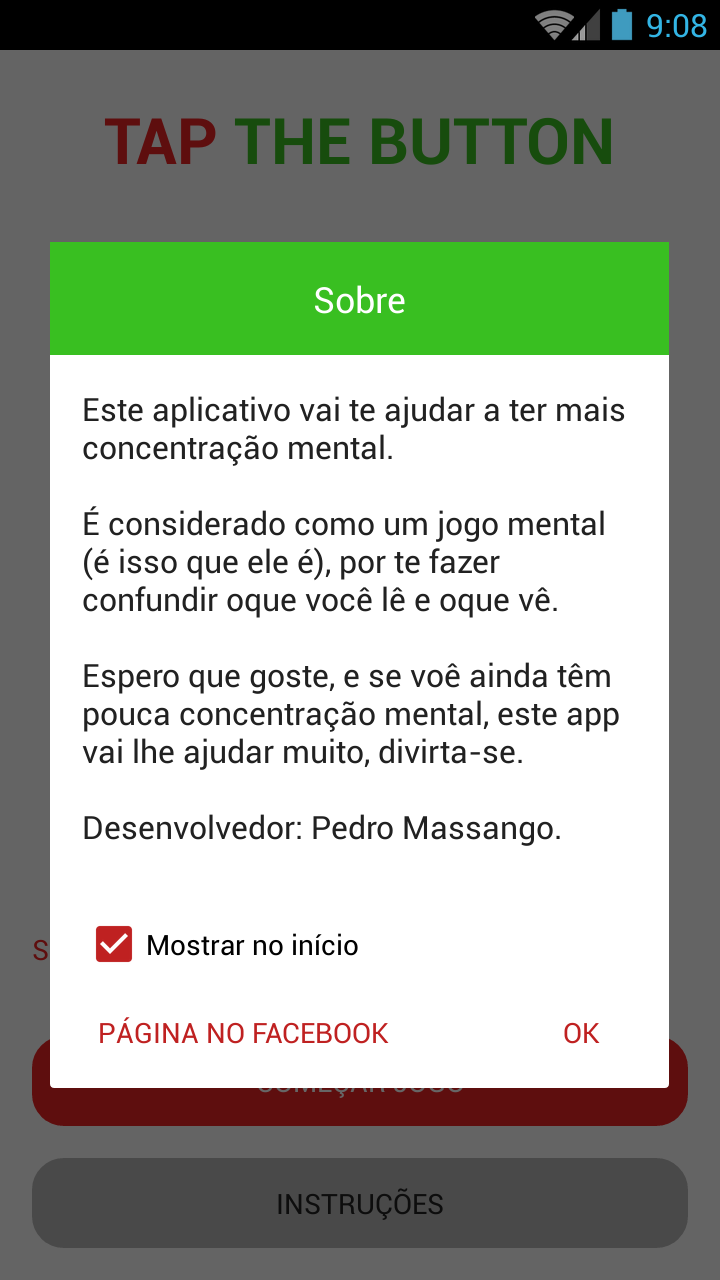 9:08
TAP THE BUTTON
Sobre
Este aplicativo vai te ajudar a ter mais
concentração mental.
É considerado como um jogo mental
(é isso que ele é), por te fazer
confundir oque você lê e oque vê.
Espero que goste, e se voê ainda têm
pouca concentração mental, este app
vai lhe ajudar muito, divirta-se.
Desenvolvedor: Pedro Massango.
S
Mostrar no início
PÁGINA NO FACEBOOK
OK
COMEÇAR JOGO
INSTRUÇÕES